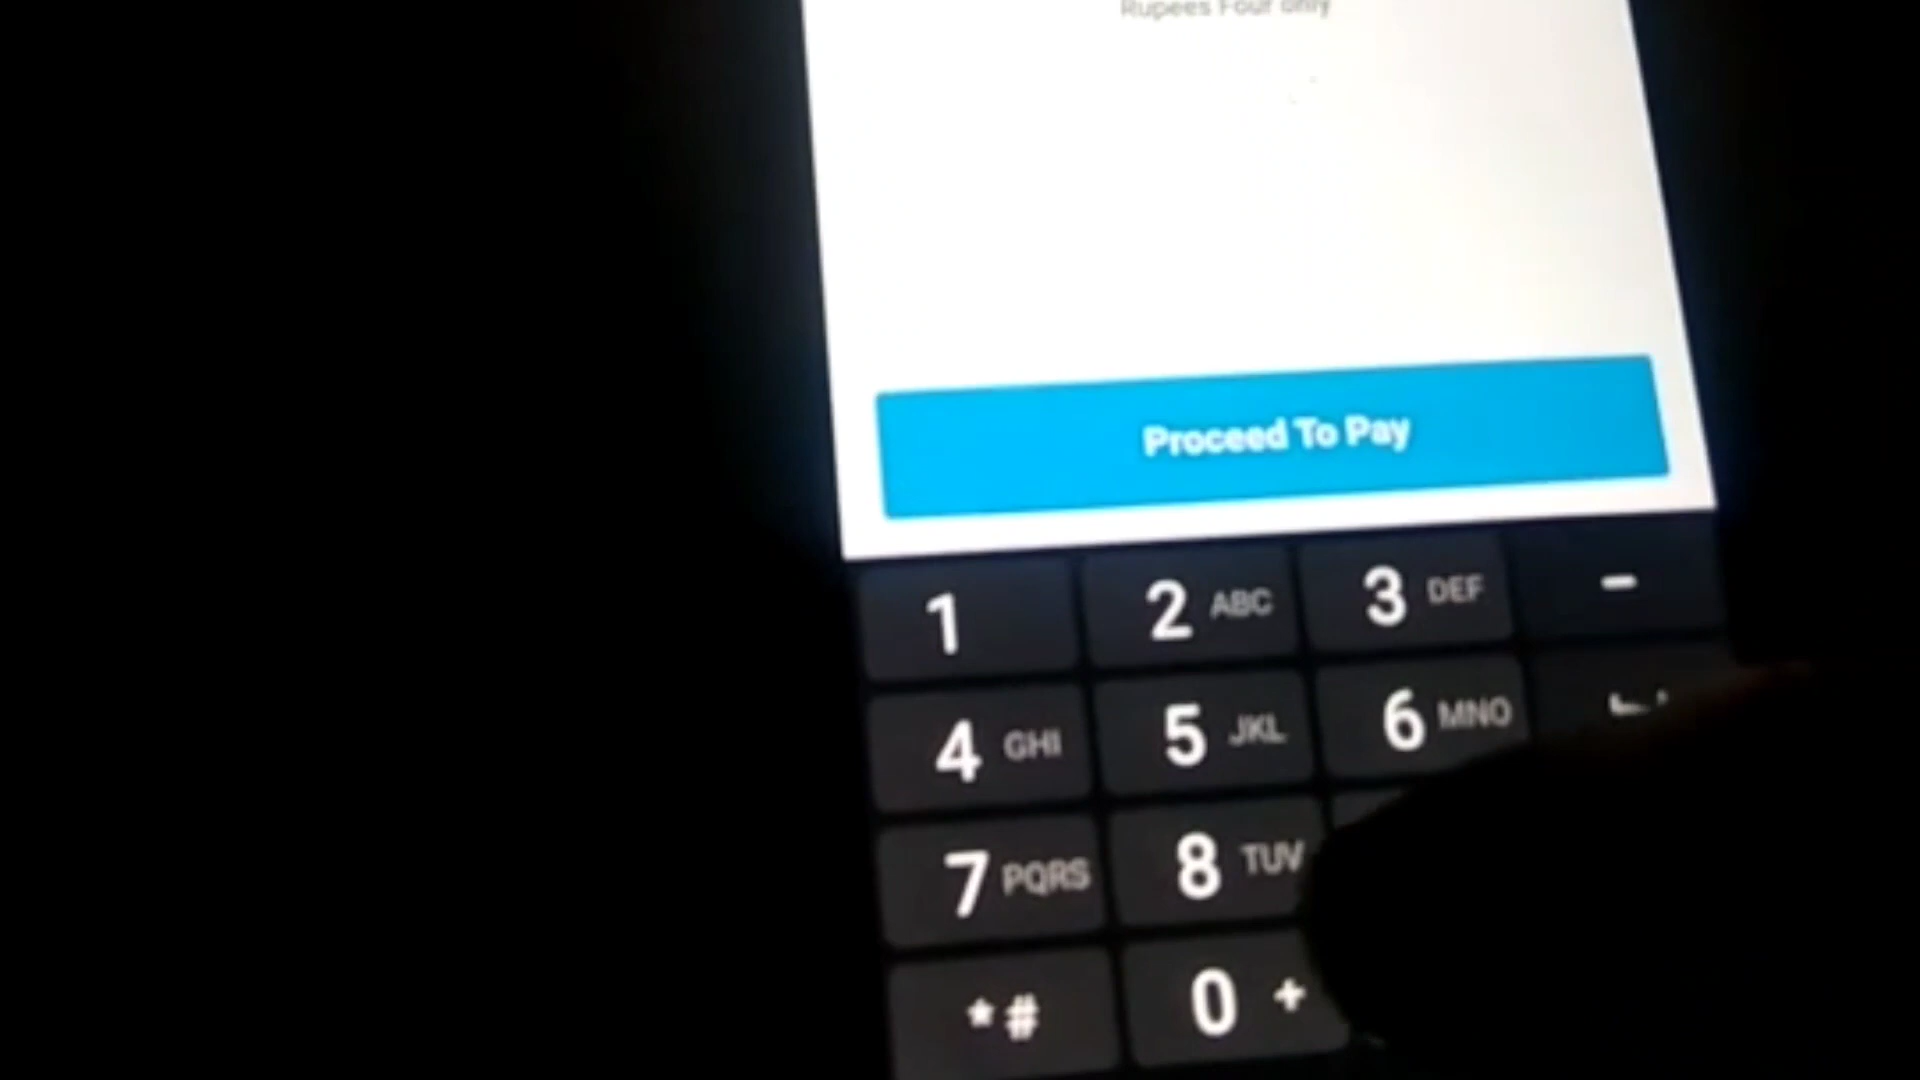 Rupees Four only
Proceed To Pay
1
2 ABC
3 DEF
-
4 GHI
5 JKL
6 MNO
7 PQRS
8 TUV
* #
0 +